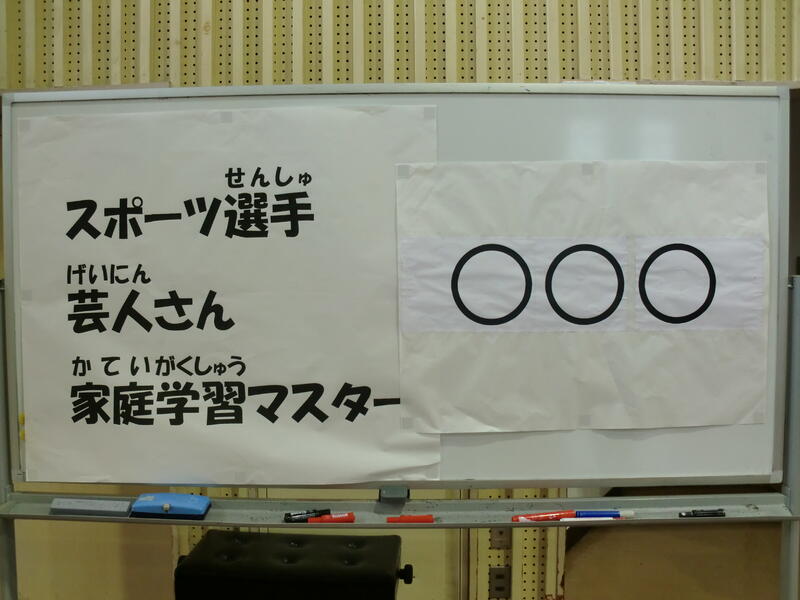 せんしゅ
スポーツ選手
げいにん
芸人さん
かていがくしゅう
家庭学習マスター
○○○